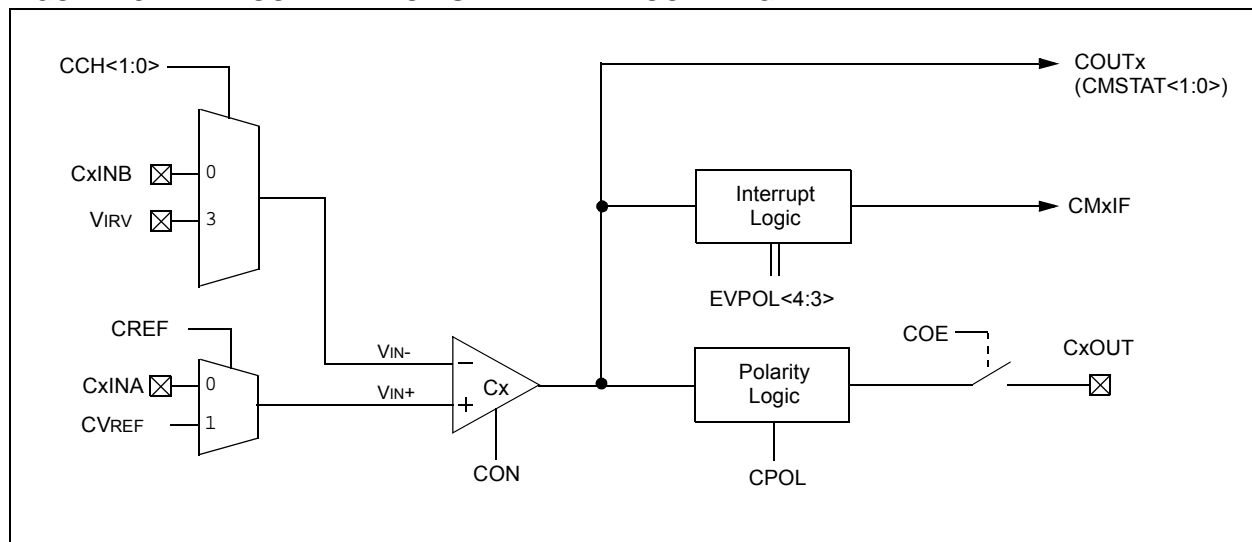 CCH<1:0>
COUTx
(CMSTAT<1:0>)
CxINB
0
VIRV
3
Interrupt
Logic
CMxIF
EVPOL<4:3>
CREF
COE
CxOUT
VIN-
CxINA
0
Cx
Polarity
Logic
VIN+
CVREF
1
CON
CPOL